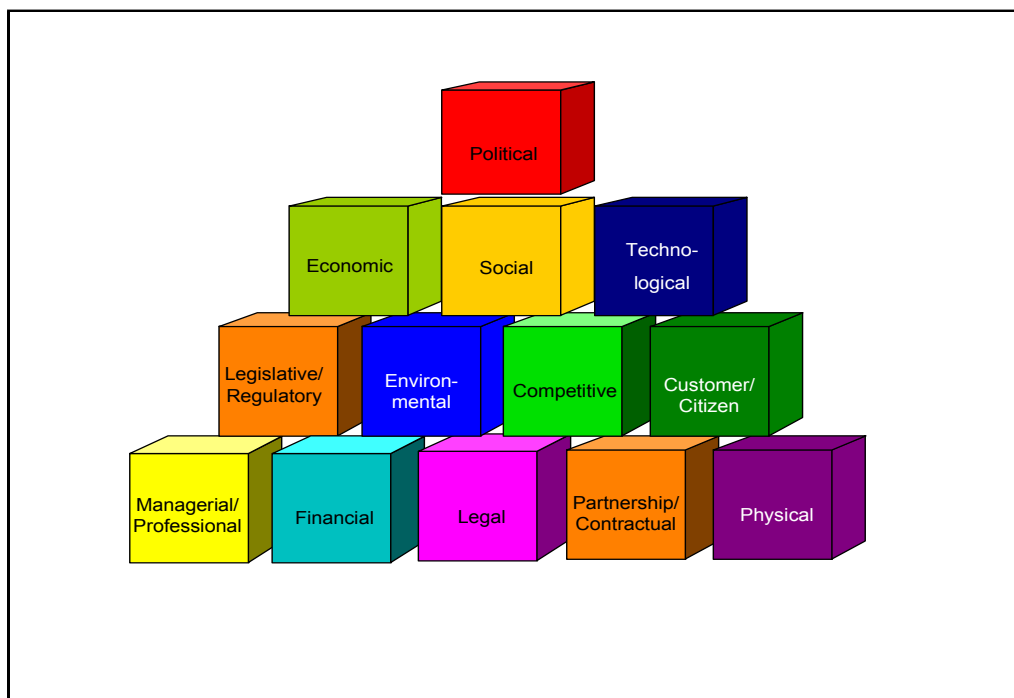 Political
Economic
Social
Techno-
logical
Legislative/
Regulatory
Environ-
mental
Competitive
Customer/
Citizen
Managerial/
Professional
Financial
Legal
Partnership/
Contractual
Physical